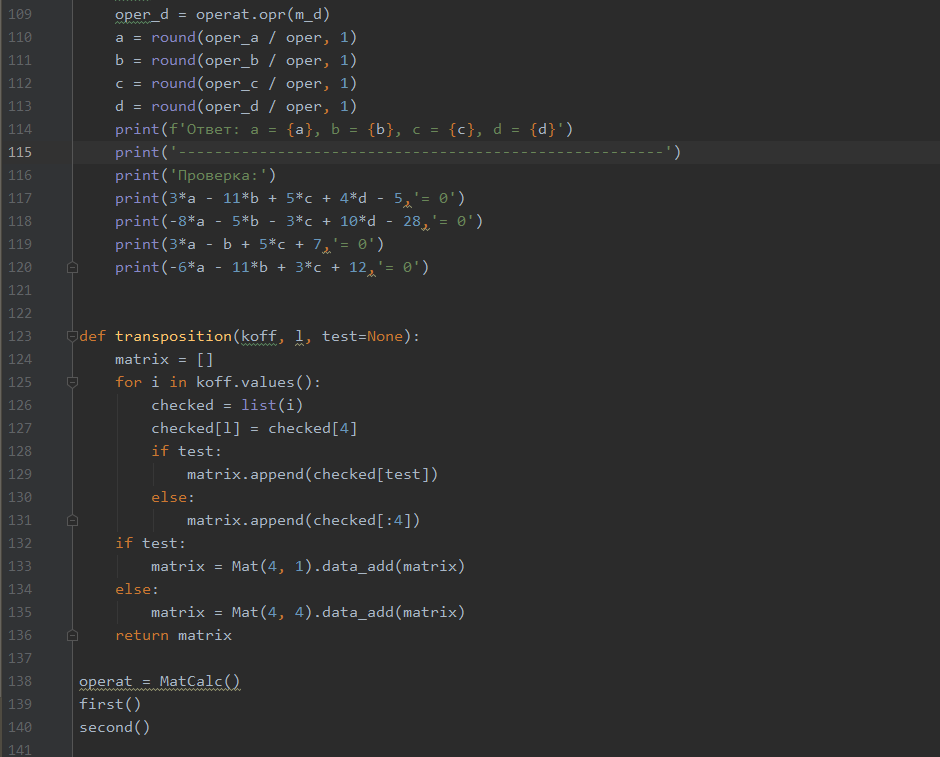 109 oper_d = operat.opr(m_d)
110 a = round(oper_a / oper, 1)
111 b = round(oper_b / oper, 1)
112 c = round(oper_c / oper, 1)
113 d = round(oper_d / oper, 1)
114 print(f'Ответ: a = {a}, b = {b}, c = {c}, d = {d}')
115 print('------------------------------------------------------')
116 print('Проверка:')
117 print(3*a - 11*b + 5*c + 4*d - 5,'= 0')
118 print(-8*a - 5*b - 3*c + 10*d - 28,'= 0')
119 print(3*a - b + 5*c + 7,'= 0')
120 print(-6*a - 11*b + 3*c + 12,'= 0')
121
122
123 def transposition(koff, l, test=None):
124 matrix = []
125 for i in koff.values():
126 checked = list(i)
127 checked[l] = checked[4]
128 if test:
129 matrix.append(checked[test])
130 else:
131 matrix.append(checked[:4])
132 if test:
133 matrix = Mat(4, 1).data_add(matrix)
134 else:
135 matrix = Mat(4, 4).data_add(matrix)
136 return matrix
137
138 operat = MatCalc()
139 first()
140 second()
141